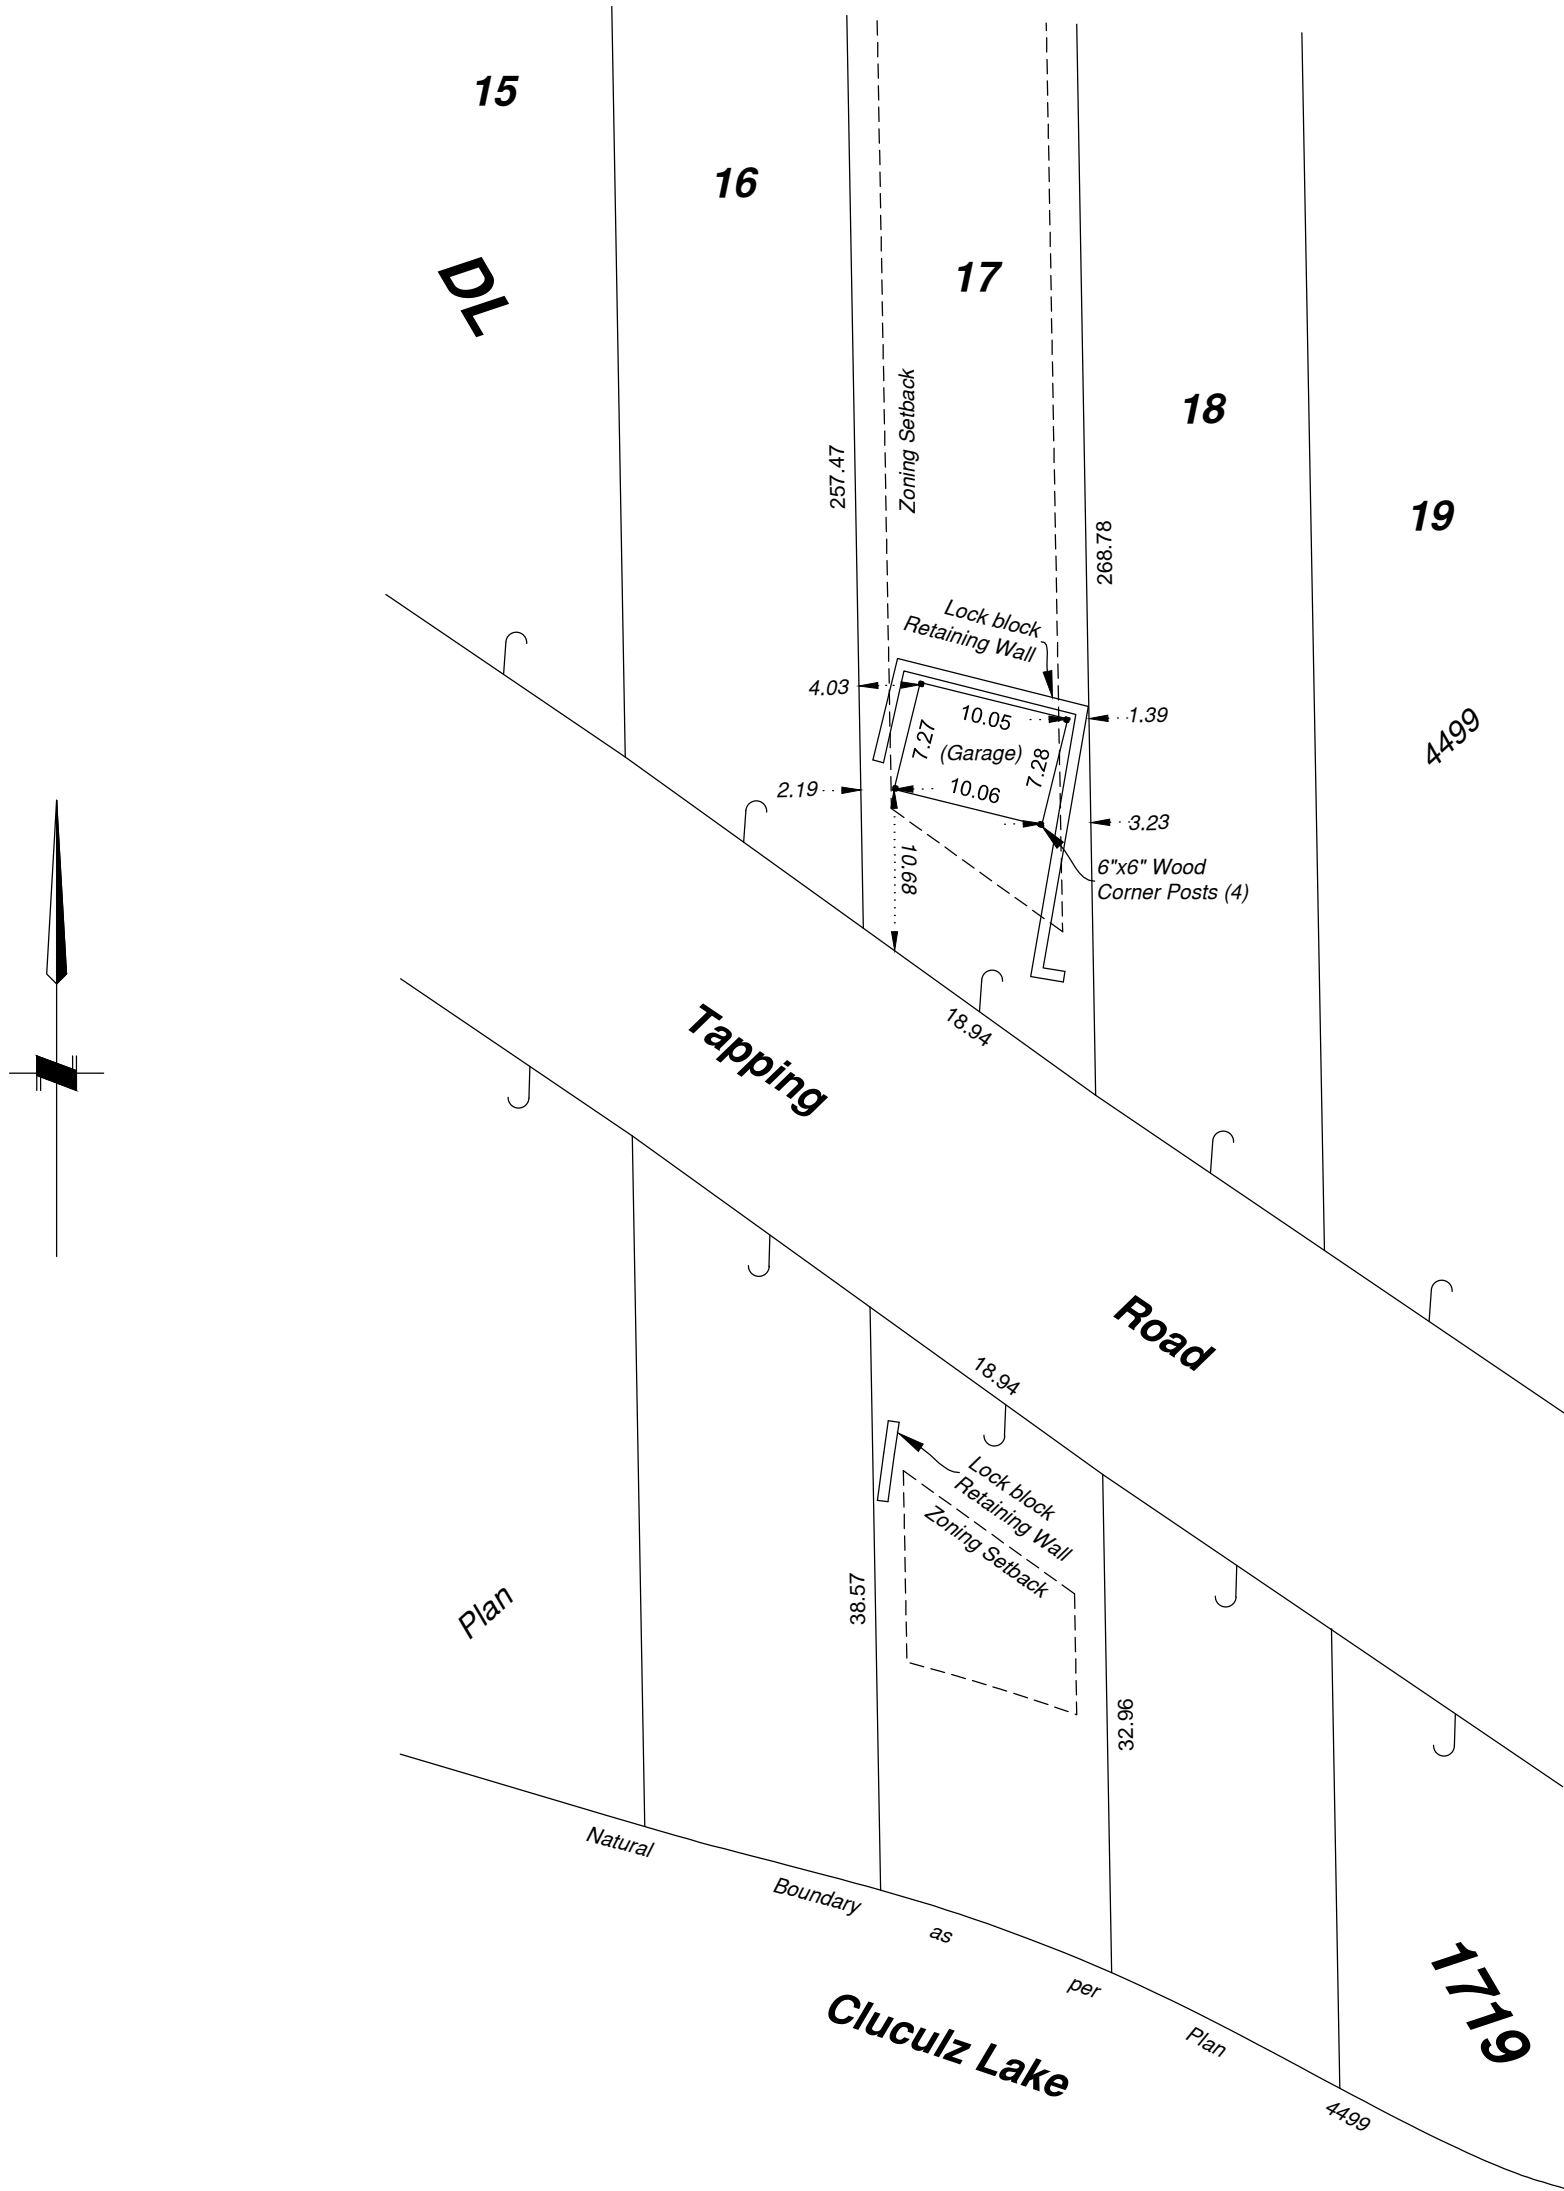 15
16
17
DL
18
19
Zoning Setback
257.47
268.78
Lock block
Retaining Wall
4.03
10.05
1.39
7.27
(Garage)
7.28
4499
2.19
10.06
3.23
10.68
6"x6" Wood
Corner Posts (4)
18.94
Tapping
Road
18.94
Lock block
Retaining Wall
Zoning Setback
38.57
Plan
32.96
Natural
Boundary
as
per
Plan
4499
Cluculz Lake
1719